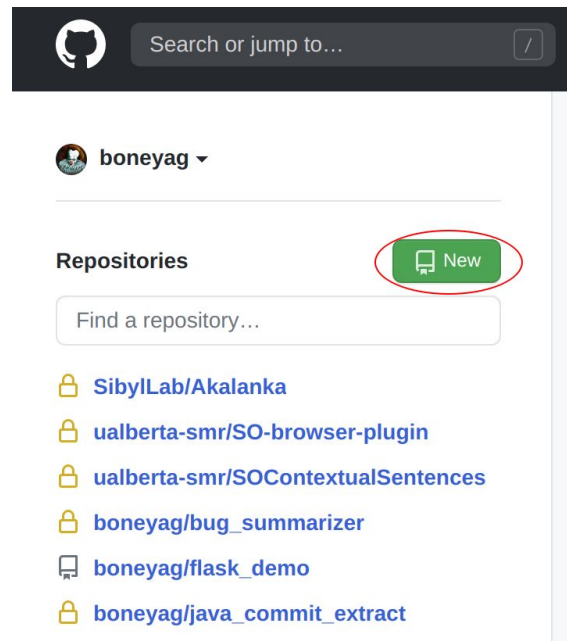 Search or jump to…
/
boneyag
Repositories
New
Find a repository…
SibylLab/Akalanka
ualberta-smr/SO-browser-plugin
ualberta-smr/SOContextualSentences
boneyag/bug_summarizer
boneyag/flask_demo
boneyag/java_commit_extract